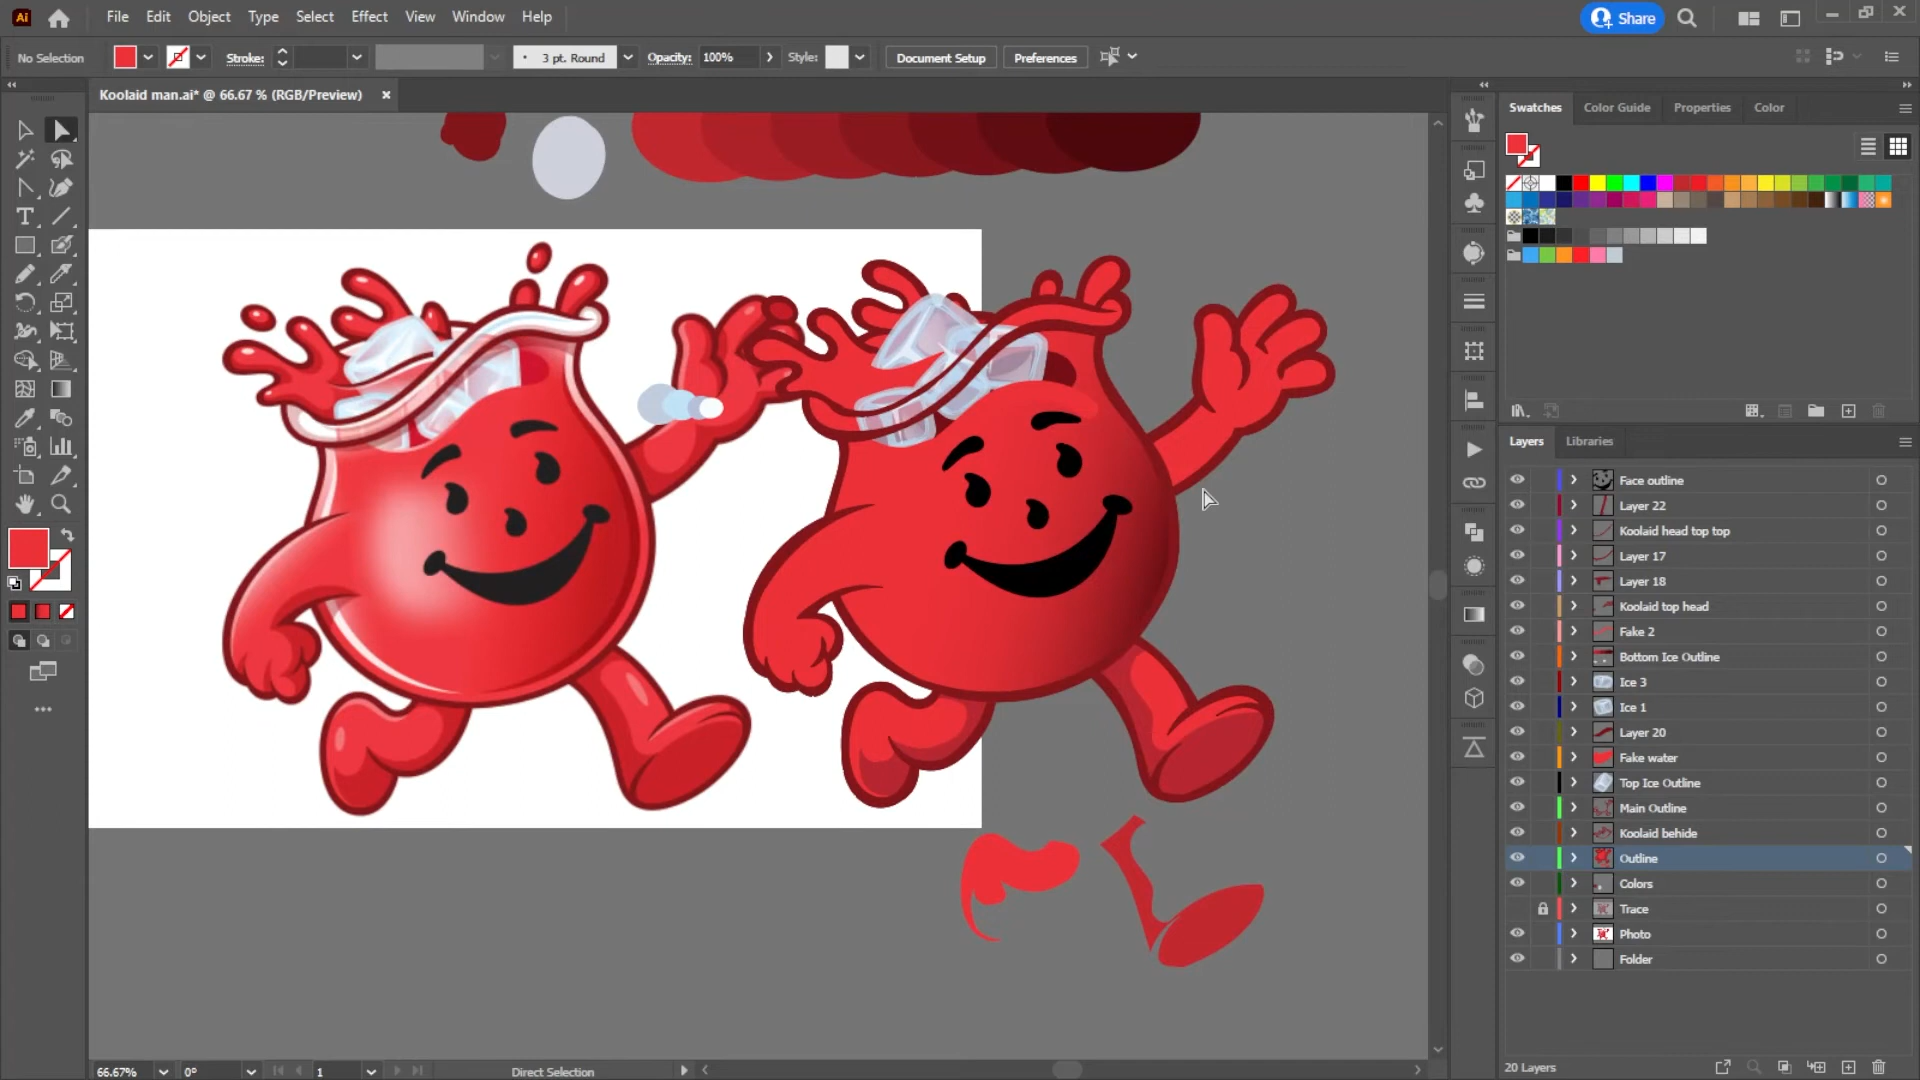 Ai File Edit Object Type Select Effect View Window Help Share
No Selection Stroke: 3 pt. Round Opacity: 100% Style: Document Setup Preferences
Koolaid man.ai* @ 66.67 % (RGB/Preview) ×
Swatches Color Guide Properties Color
Layers Libraries
Face outline
Layer 22
Koolaid head top top
Layer 17
Layer 18
Koolaid top head
Fake 2
Bottom Ice Outline
Ice 3
Ice 1
Layer 20
Fake water
Top Ice Outline
Main Outline
Koolaid behide
Outline
Colors
Trace
Photo
Folder
66.67% 0° 1 Direct Selection 20 Layers